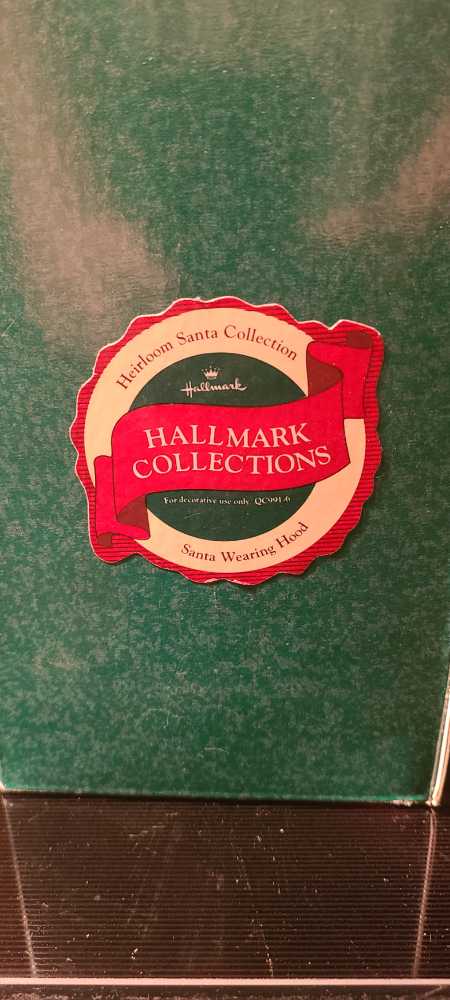 Heirloom Santa Collection
Hallmark
HALLMARK
COLLECTIONS
For decorative use only
Santa Wearing Hood